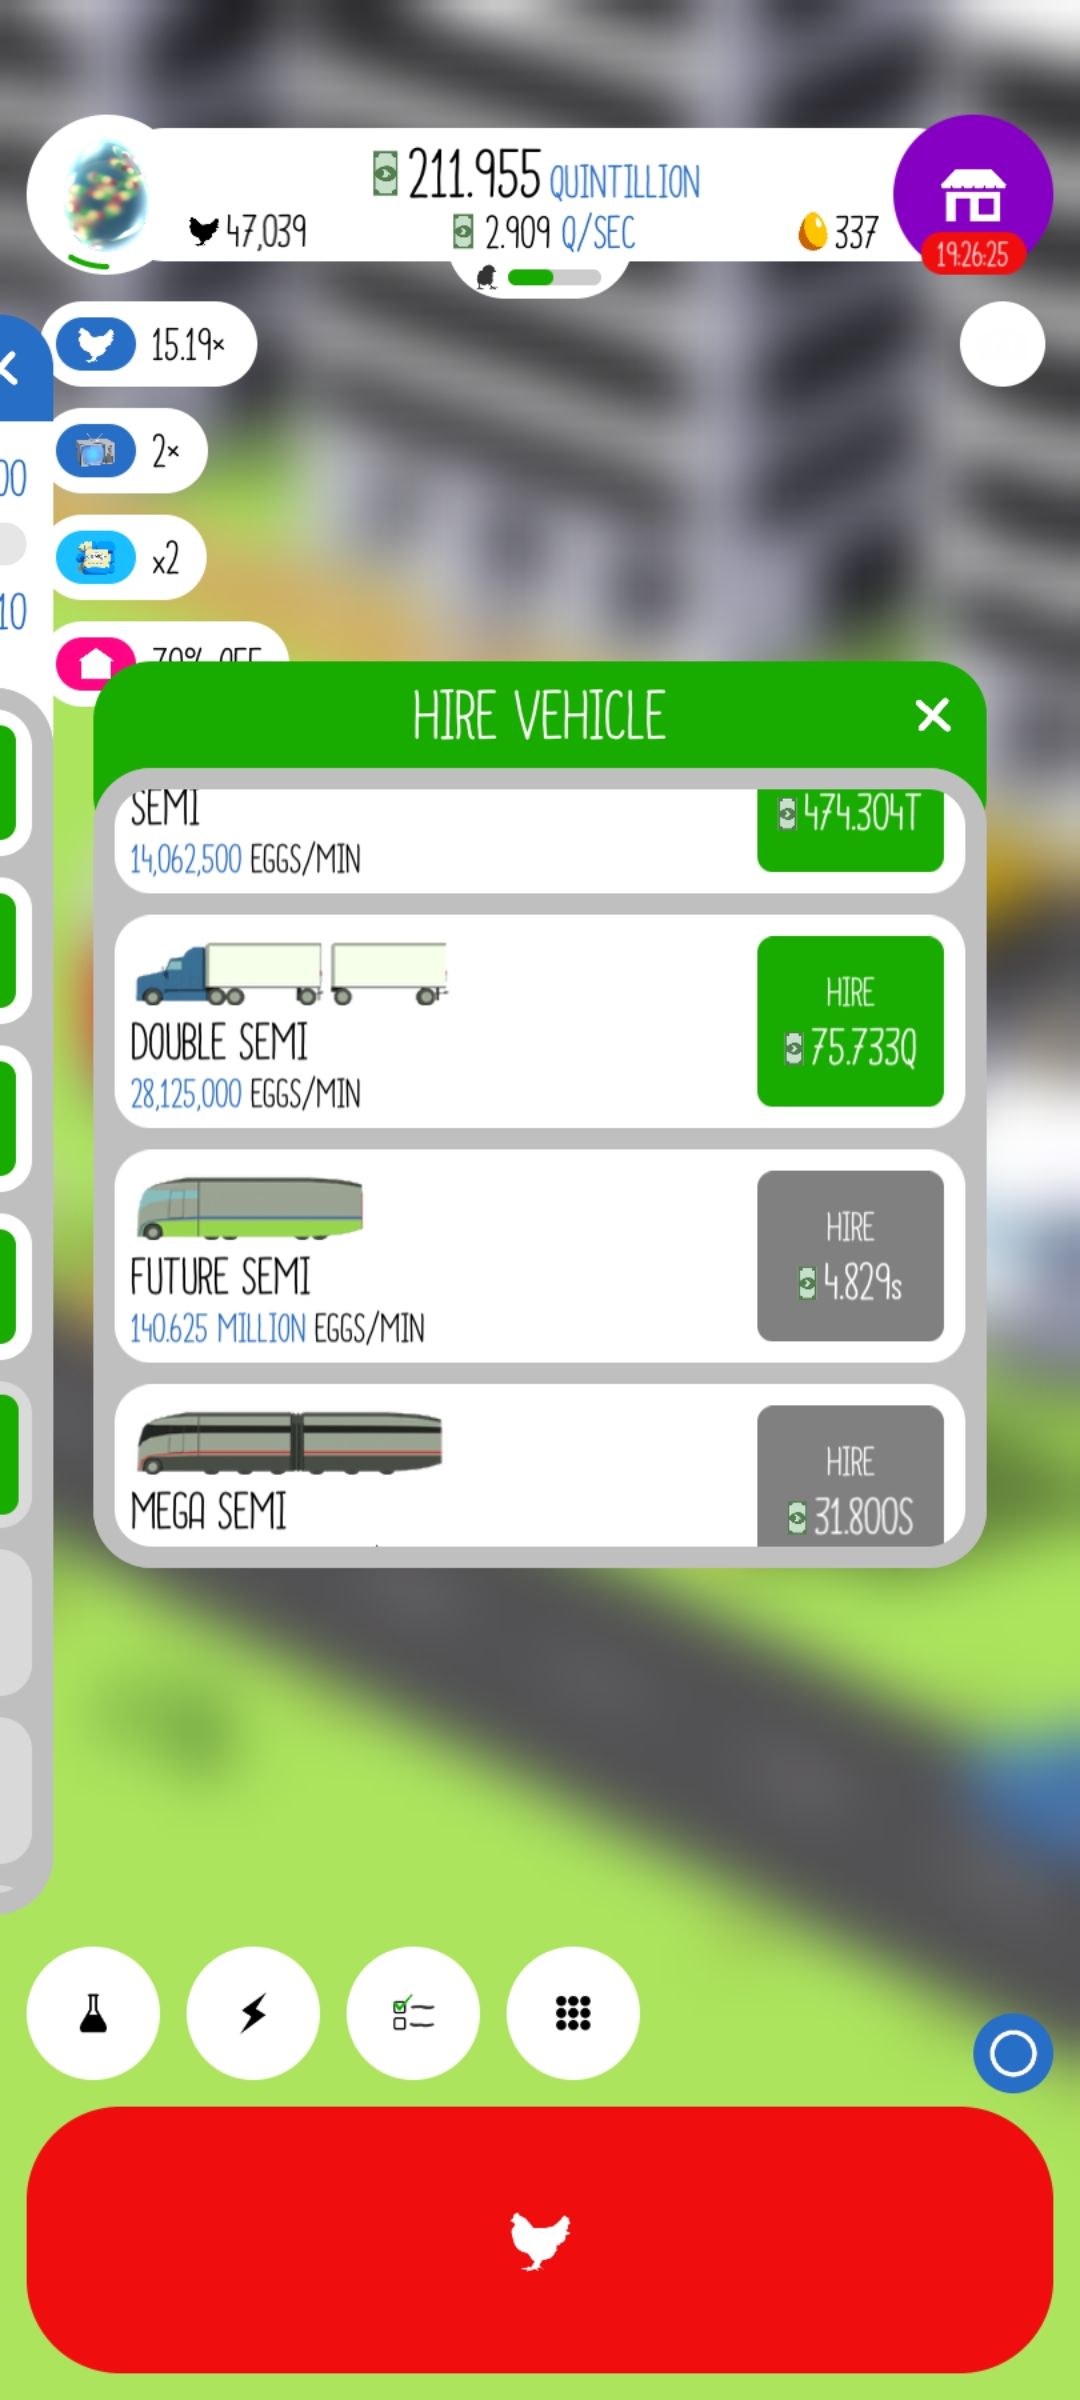 211.955 QUINTILLION
47,039
2.909 Q/SEC
337
19:26:25
15.19×
2×
00
x2
10
70% OFF
HIRE VEHICLE
SEMI
474.304T
14,062,500 EGGS/MIN
HIRE
75.733Q
DOUBLE SEMI
28,125,000 EGGS/MIN
HIRE
4.829s
FUTURE SEMI
140.625 MILLION EGGS/MIN
HIRE
31.800S
MEGA SEMI